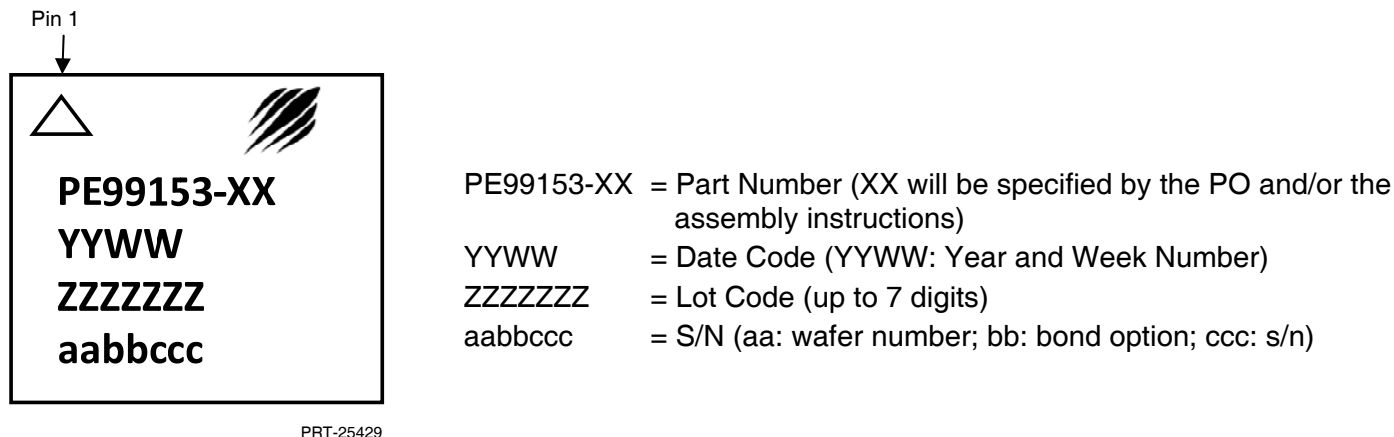 Pin 1
PE99153-XX
YYWW
ZZZZZZZ
aabbccc
PRT-25429
PE99153-XX = Part Number (XX will be specified by the PO and/or the
assembly instructions)
YYWW = Date Code (YYWW: Year and Week Number)
ZZZZZZZ = Lot Code (up to 7 digits)
aabbccc = S/N (aa: wafer number; bb: bond option; ccc: s/n)